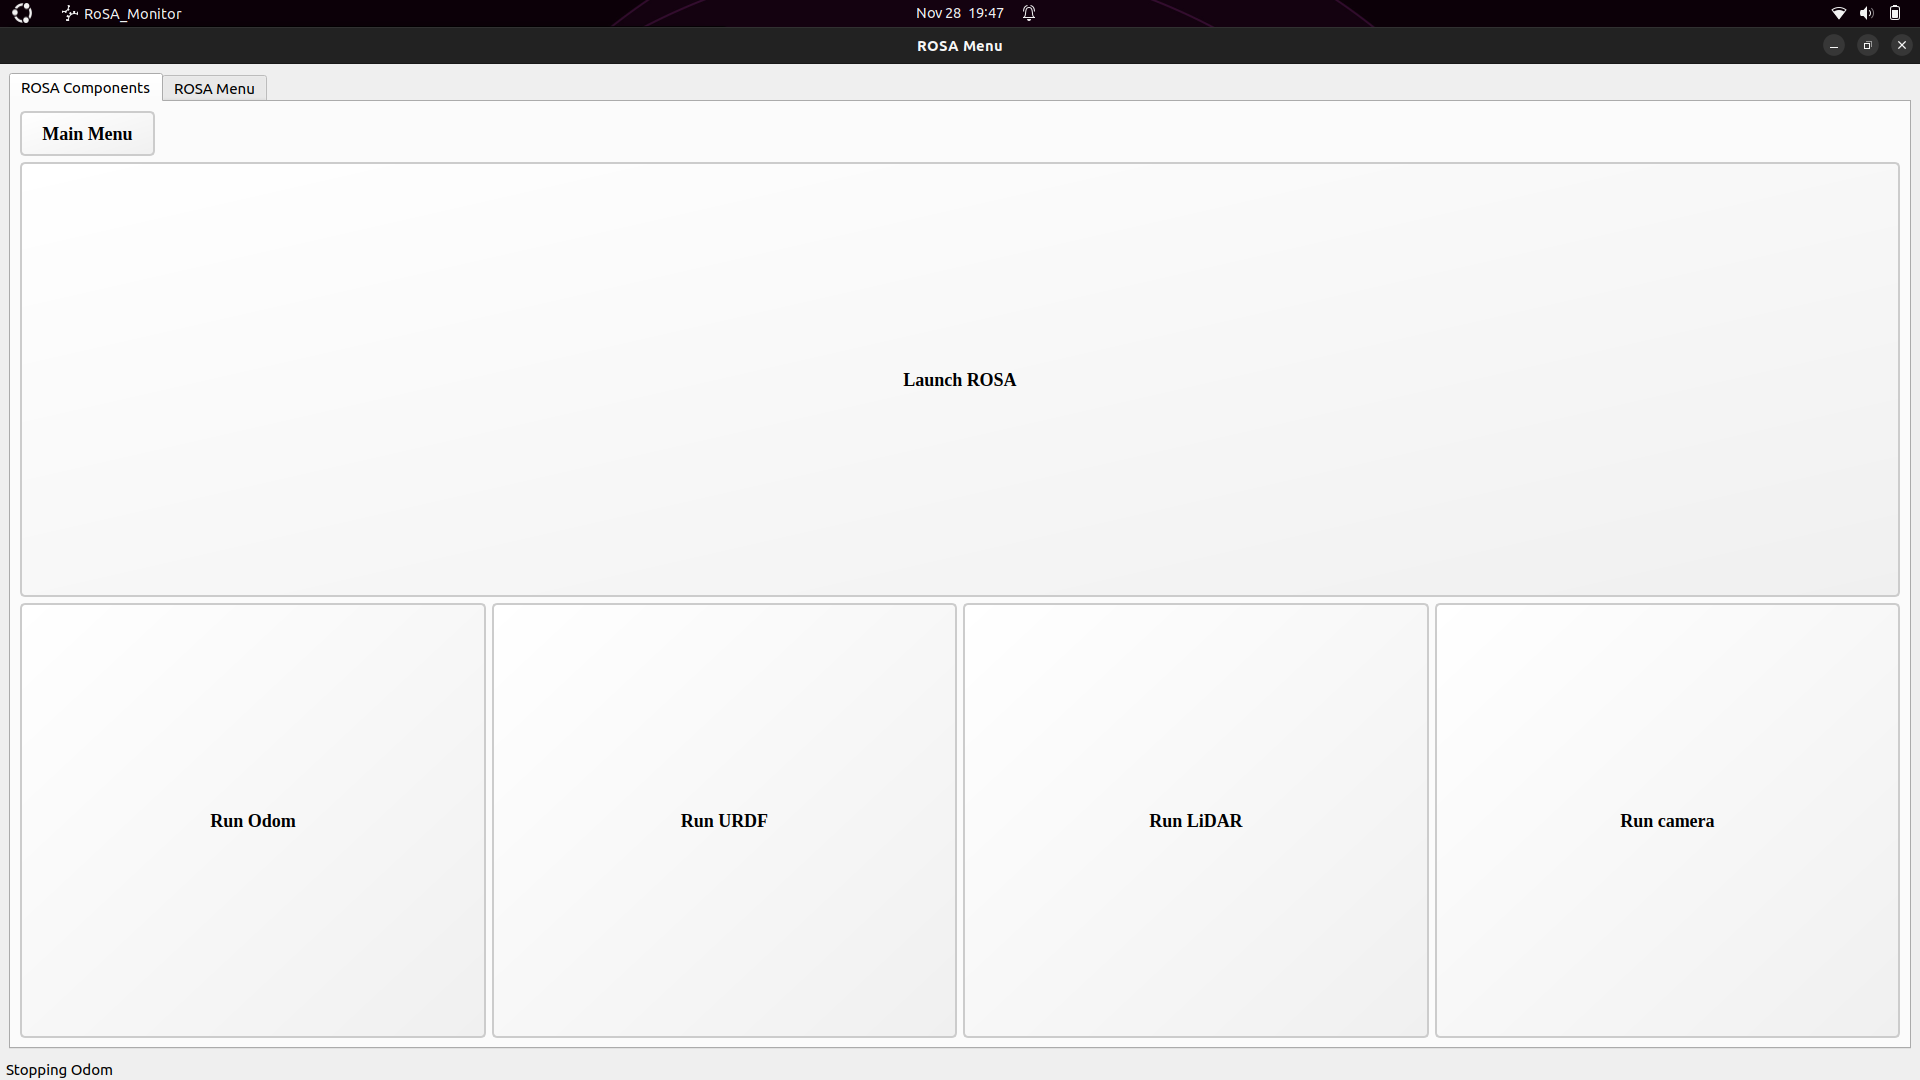 RoSA_Monitor
Nov 28 19:47
ROSA Menu
ROSA Components
ROSA Menu
Main Menu
Launch ROSA
Run Odom
Run URDF
Run LiDAR
Run camera
Stopping Odom